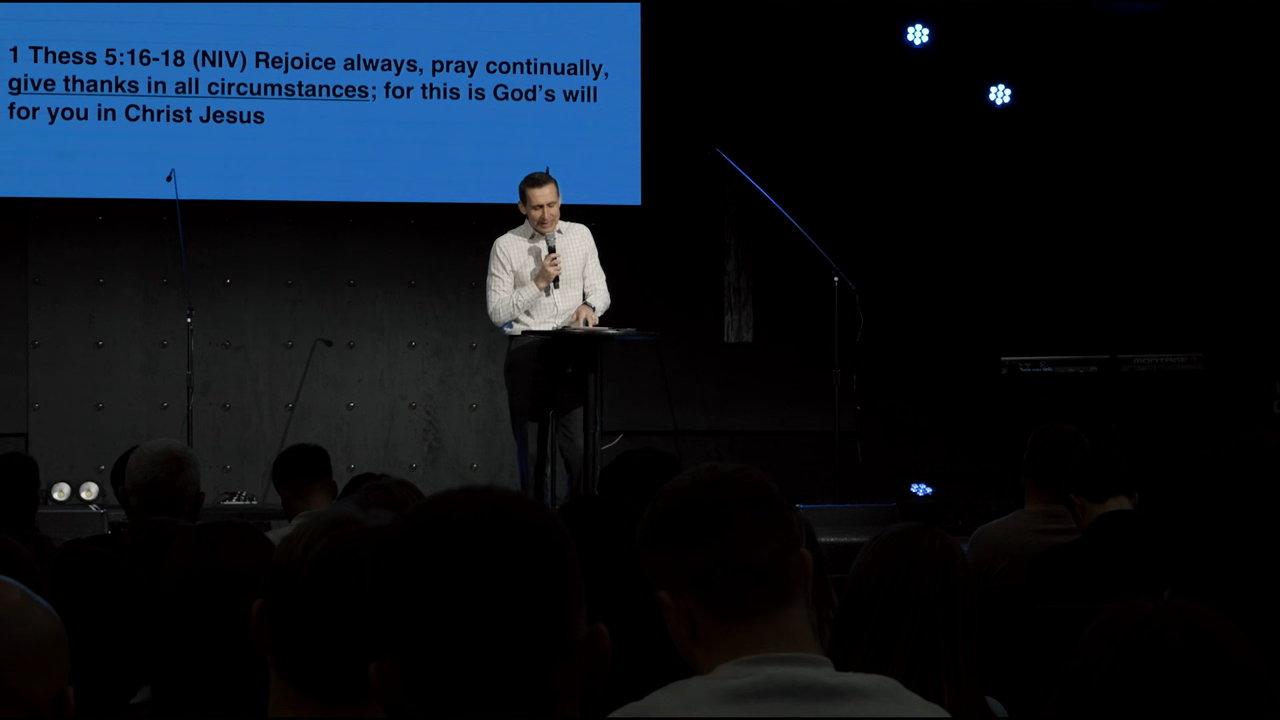 1 Thess 5:16-18 (NIV) Rejoice always, pray continually,
give thanks in all circumstances; for this is God's will
for you in Christ Jesus